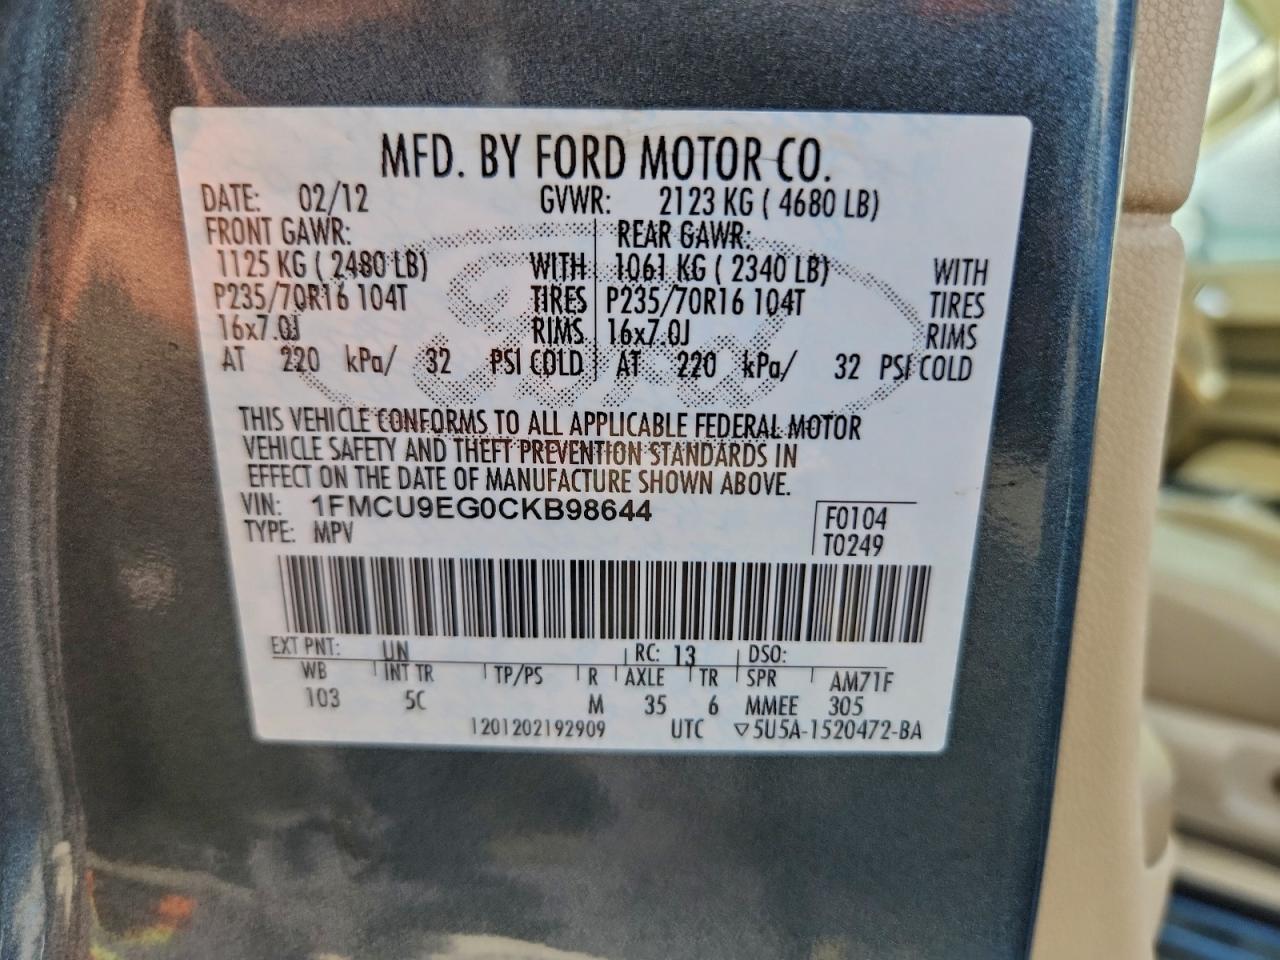 MFD. BY FORD MOTOR CO.
DATE: 02/12 GVWR: 2123 KG ( 4680 LB)
FRONT GAWR: REAR GAWR:
1125 KG ( 2480 LB) WITH 1061 KG ( 2340 LB) WITH
P235/70R16 104T TIRES P235/70R16 104T TIRES
16x7.0J RIMS 16x7.0J RIMS
AT 220 kPa/ 32 PSI COLD AT 220 kPa/ 32 PSI COLD
Ford
THIS VEHICLE CONFORMS TO ALL APPLICABLE FEDERAL MOTOR
VEHICLE SAFETY AND THEFT PREVENTION STANDARDS IN
EFFECT ON THE DATE OF MANUFACTURE SHOWN ABOVE.
VIN: 1FMCU9EG0CKB98644
TYPE: MPV
F0104
T0249
EXT PNT: UN RC: 13 DSO:
WB INT TR TP/PS R AXLE TR SPR AM71F
103 5C M 35 6 MMEE 305
1201202192909 UTC ▽5U5A-1520472-BA